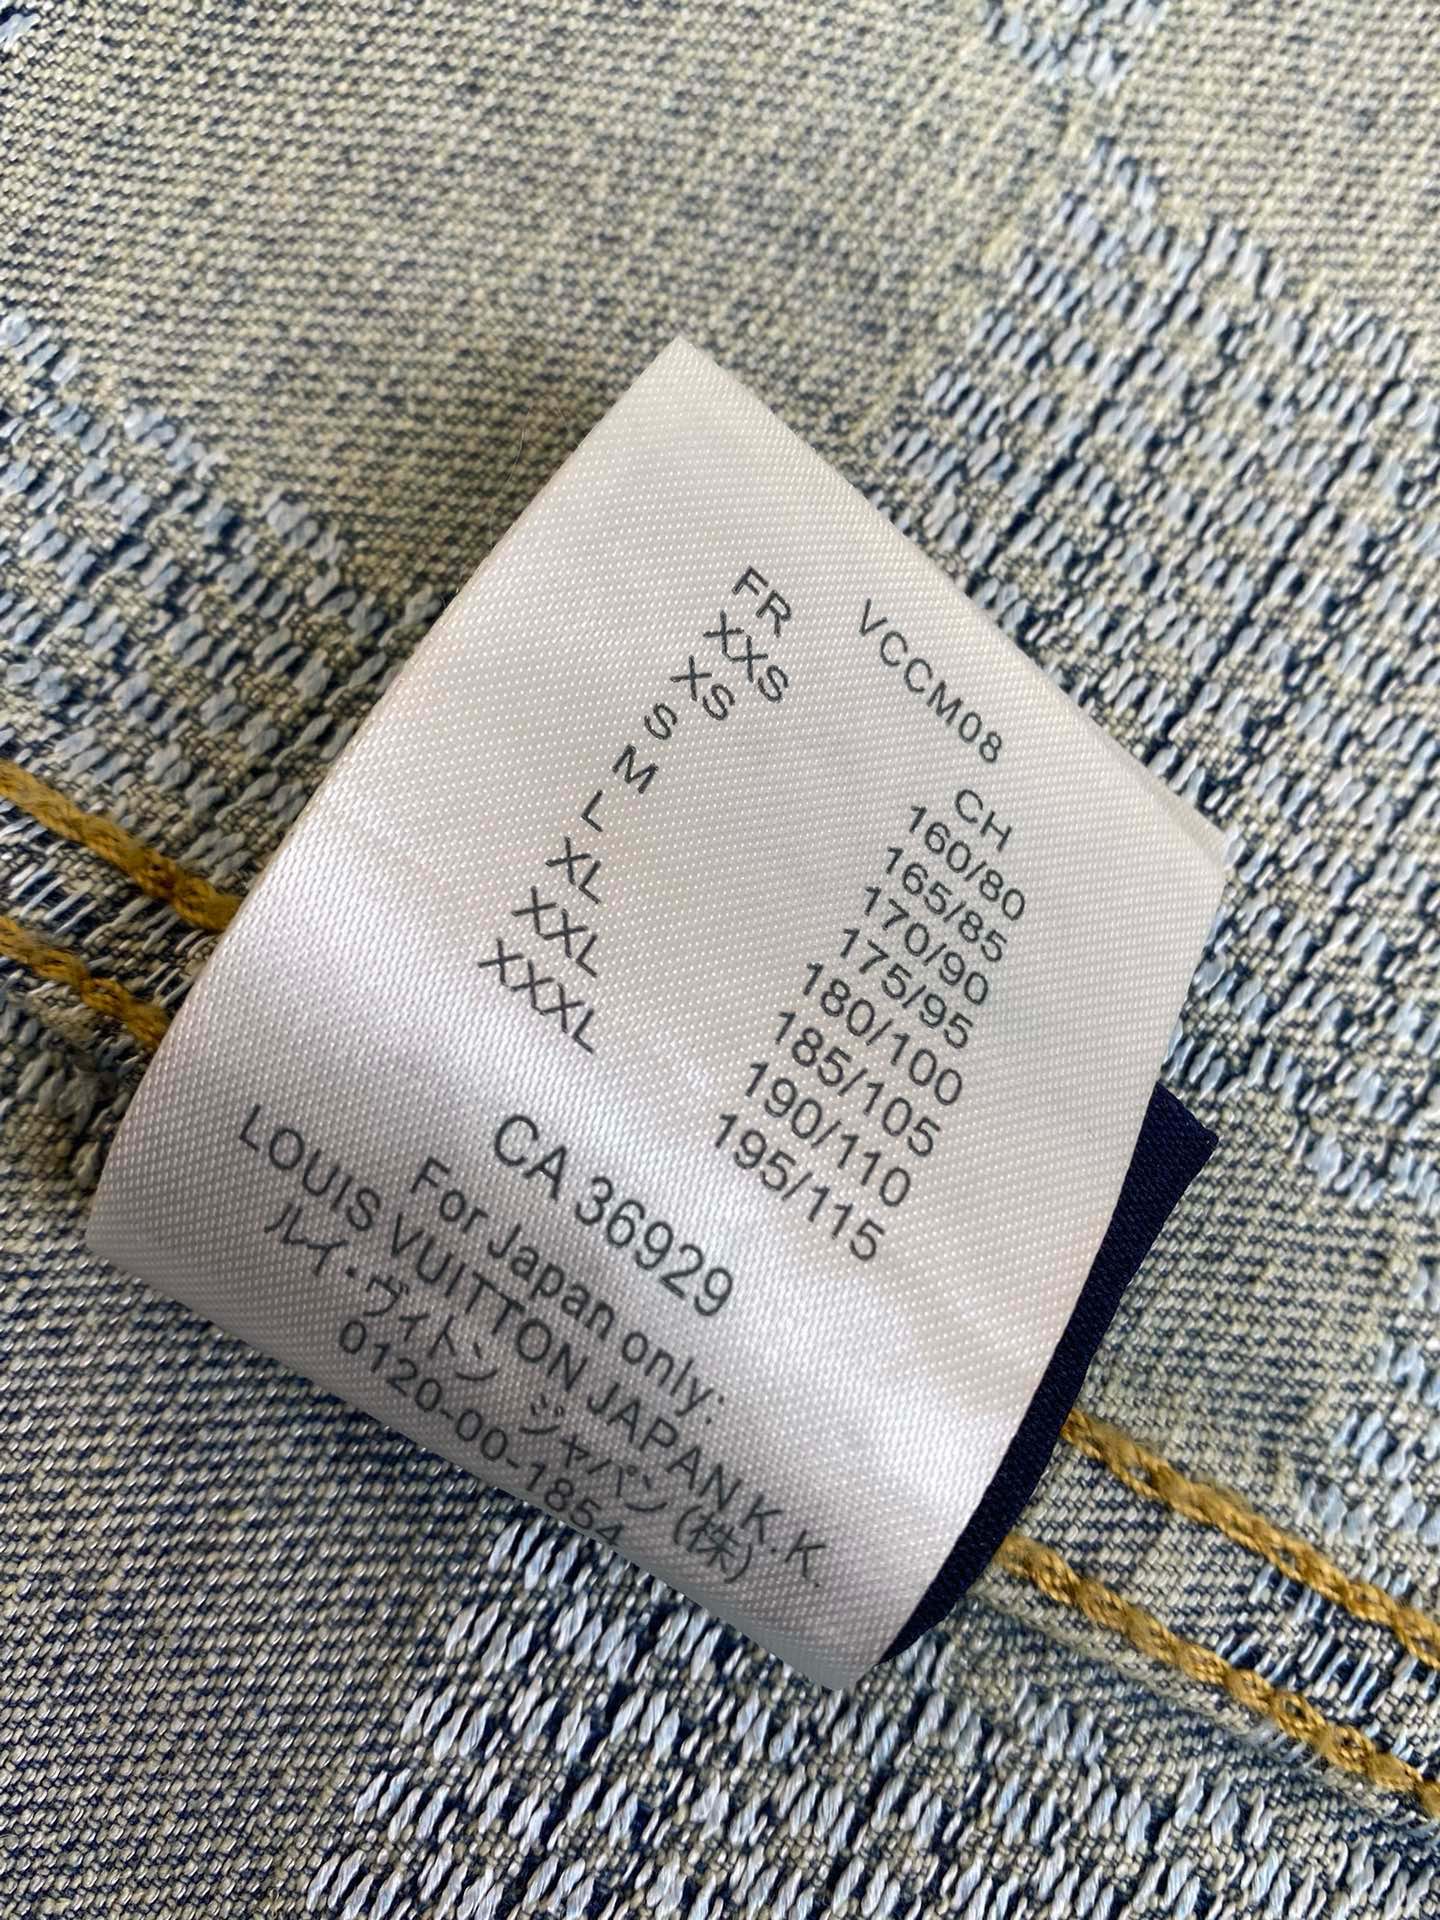 VCCM08
FR CH
XXS 160/80
XS 165/85
S 170/90
M 175/95
L 180/100
XL 185/105
XXL 190/110
XXXL 195/115
CA 36929
For Japan only:
LOUIS VUITTON JAPAN K.K.
ルイ・ヴィトン ジャパン (株)
0120-00-1854